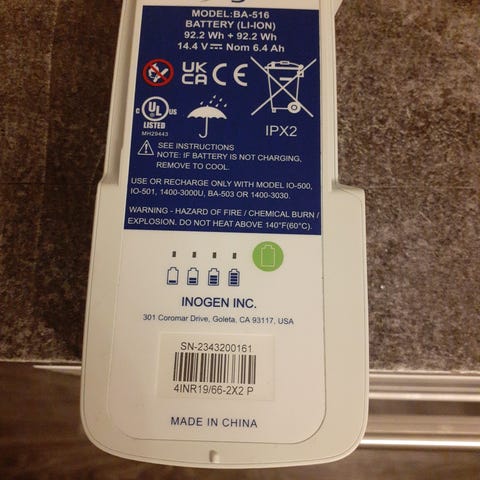 MODEL:BA-516
BATTERY (LI-ION)
92.2 Wh + 92.2 Wh
14.4 V⎓ Nom 6.4 Ah
UK
CA CE
C UL US
LISTED
MH29443
IPX2
SEE INSTRUCTIONS
NOTE: IF BATTERY IS NOT CHARGING,
REMOVE TO COOL.
USE OR RECHARGE ONLY WITH MODEL IO-500,
IO-501, 1400-3000U, BA-503 OR 1400-3030.
WARNING - HAZARD OF FIRE / CHEMICAL BURN /
EXPLOSION. DO NOT HEAT ABOVE 140°F(60°C).
INOGEN INC.
301 Coromar Drive, Goleta, CA 93117, USA
SN-2343200161
4INR19/66-2X2 P
MADE IN CHINA